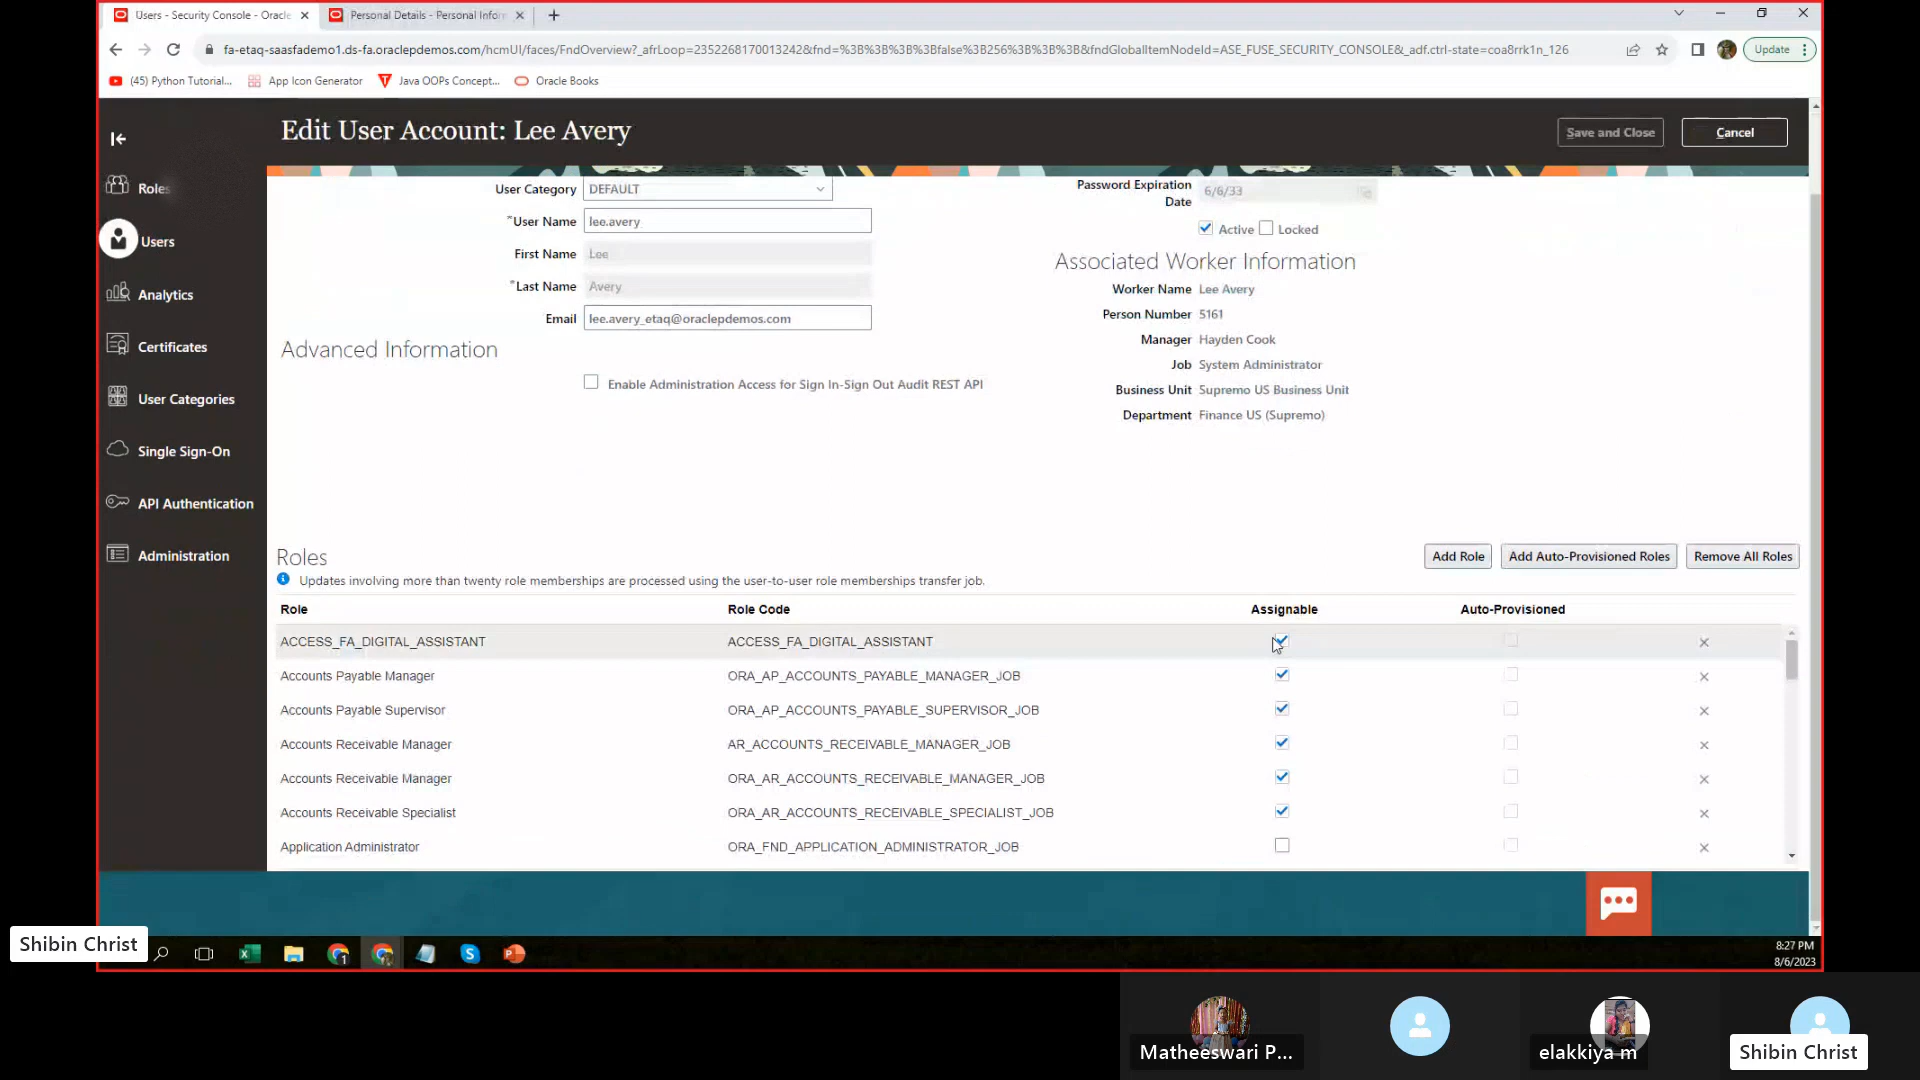 Users - Security Console - Oracle
Personal Details - Personal Infor
fa-etaq-saasfademo1.ds-fa.oraclepdemos.com/hcmUI/faces/FndOverview?_afrLoop=2352268170013242&fnd=%3B%3B%3B%3Bfalse%3B256%3B%3B%3B&fndGlobalItemNodeId=ASE_FUSE_SECURITY_CONSOLE&_adf.ctrl-state=coa8rrk1n_126
Update
(45) Python Tutorial...
App Icon Generator
Java OOPs Concept...
Oracle Books
Edit User Account: Lee Avery
Save and Close
Cancel
Roles
Users
Analytics
Certificates
User Categories
Single Sign-On
API Authentication
Administration
User Category DEFAULT
*User Name lee.avery
First Name Lee
*Last Name Avery
Email lee.avery_etaq@oraclepdemos.com
Password Expiration
Date
6/6/33
Active Locked
Associated Worker Information
Worker Name Lee Avery
Person Number 5161
Manager Hayden Cook
Job System Administrator
Business Unit Supremo US Business Unit
Department Finance US (Supremo)
Advanced Information
Enable Administration Access for Sign In-Sign Out Audit REST API
Roles
Add Role
Add Auto-Provisioned Roles
Remove All Roles
Updates involving more than twenty role memberships are processed using the user-to-user role memberships transfer job.
Role Role Code Assignable Auto-Provisioned
ACCESS_FA_DIGITAL_ASSISTANT ACCESS_FA_DIGITAL_ASSISTANT
Accounts Payable Manager ORA_AP_ACCOUNTS_PAYABLE_MANAGER_JOB
Accounts Payable Supervisor ORA_AP_ACCOUNTS_PAYABLE_SUPERVISOR_JOB
Accounts Receivable Manager AR_ACCOUNTS_RECEIVABLE_MANAGER_JOB
Accounts Receivable Manager ORA_AR_ACCOUNTS_RECEIVABLE_MANAGER_JOB
Accounts Receivable Specialist ORA_AR_ACCOUNTS_RECEIVABLE_SPECIALIST_JOB
Application Administrator ORA_FND_APPLICATION_ADMINISTRATOR_JOB
Shibin Christ
8:27 PM
8/6/2023
Matheeswari P...
elakkiya m
Shibin Christ